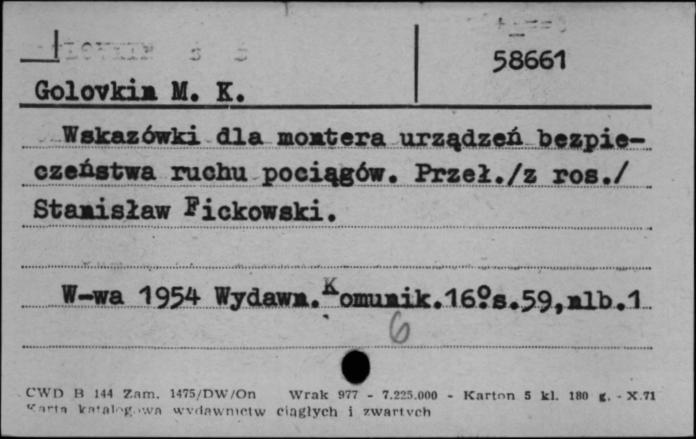 58661
Golovkin M. K.
Wskazówki dla montera urządzeń bezpie-
czeństwa ruchu pociągów. Przeł./z ros./
Stanisław Fickowski.
W-wa 1954 Wydawn.Komunik.16º s.59,nlb.1
6
CWD B 144 Zam. 1475/DW/On Wrak 977 - 7.225.000 - Karton 5 kl. 180 g. - X.71
Karta katalogowa wydawnictw ciągłych i zwartych